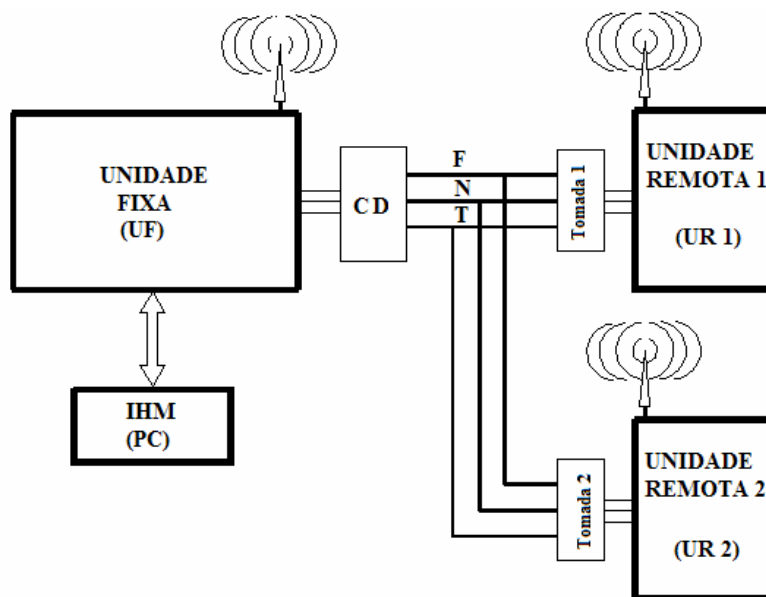 UNIDADE
FIXA
(UF)
IHM
(PC)
CD
F
N
T
Tomada 1
UNIDADE
REMOTA 1
(UR 1)
Tomada 2
UNIDADE
REMOTA 2
(UR 2)